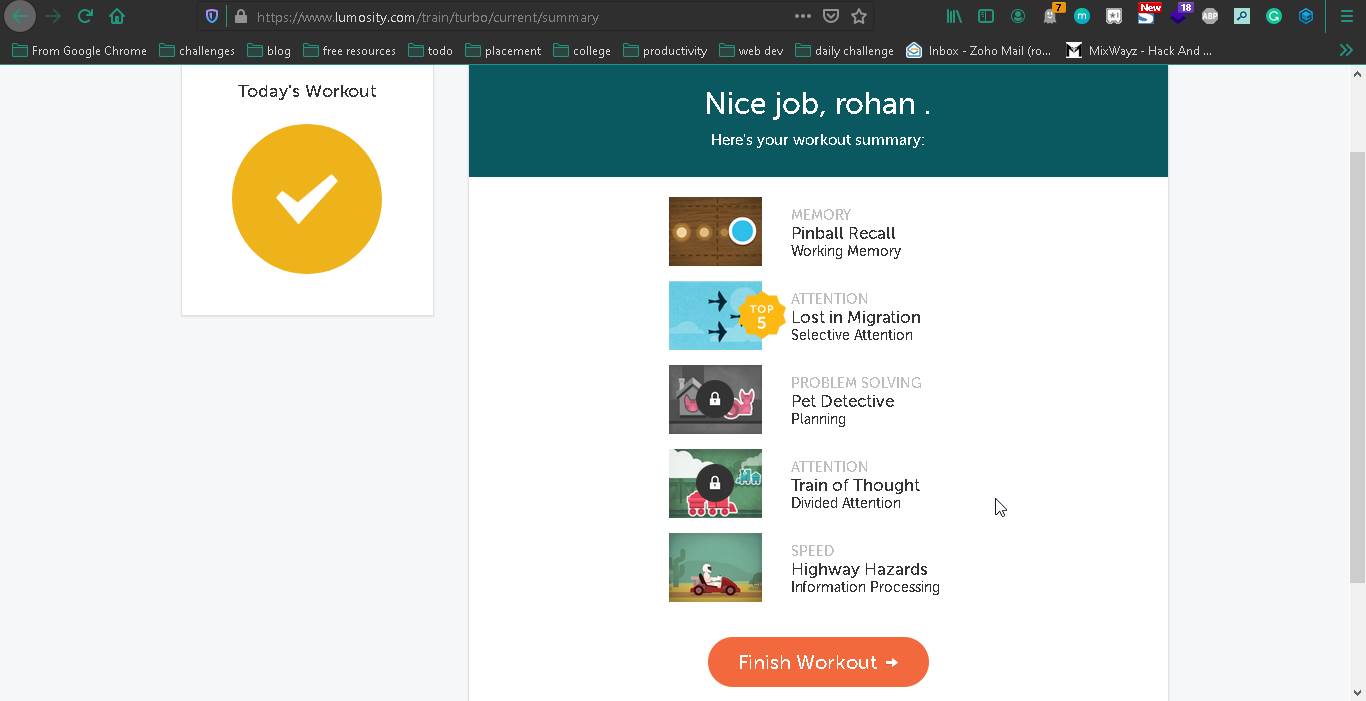 https://www.lumosity.com/train/turbo/current/summary
7
New
18
ABP
From Google Chrome
challenges
blog
free resources
todo
placement
college
productivity
web dev
daily challenge
Inbox - Zoho Mail (ro...
MixWayz - Hack And ...
Today's Workout
Nice job, rohan .
Here's your workout summary:
MEMORY
Pinball Recall
Working Memory
TOP
5
ATTENTION
Lost in Migration
Selective Attention
PROBLEM SOLVING
Pet Detective
Planning
ATTENTION
Train of Thought
Divided Attention
SPEED
Highway Hazards
Information Processing
Finish Workout →